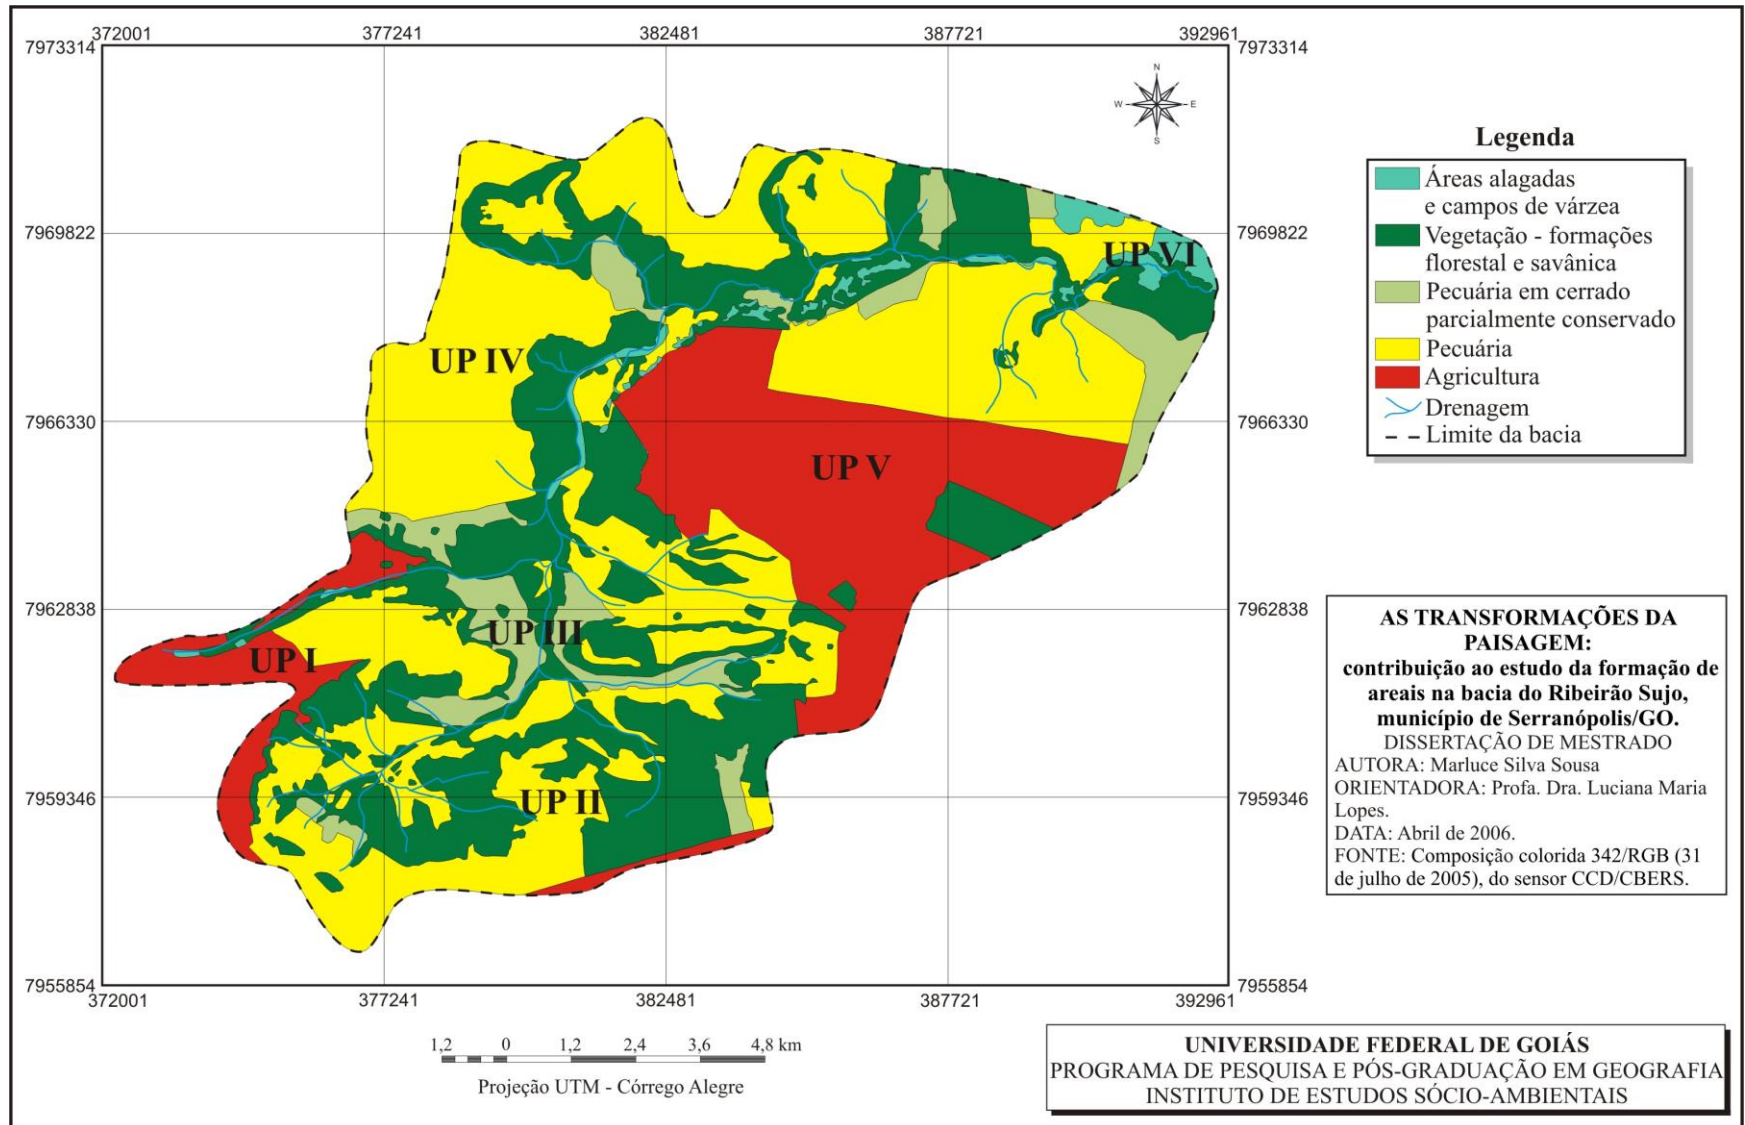 372001 377241 382481 387721 392961
7973314 7973314
N
W E
S
Legenda
Áreas alagadas
e campos de várzea
7969822 7969822
Vegetação - formações
florestal e savânica
UP VI
Pecuária em cerrado
parcialmente conservado
UP IV
Pecuária
Agricultura
Drenagem
7966330 7966330
Limite da bacia
UP V
7962838 7962838
UP III
UP I
AS TRANSFORMAÇÕES DA
PAISAGEM:
contribuição ao estudo da formação de
areais na bacia do Ribeirão Sujo,
município de Serranópolis/GO.
DISSERTAÇÃO DE MESTRADO
AUTORA: Marluce Silva Sousa
ORIENTADORA: Profa. Dra. Luciana Maria
Lopes.
DATA: Abril de 2006.
FONTE: Composição colorida 342/RGB (31
de julho de 2005), do sensor CCD/CBERS.
7959346 7959346
UP II
7955854 7955854
372001 377241 382481 387721 392961
1,2 0 1,2 2,4 3,6 4,8 km
Projeção UTM - Córrego Alegre
UNIVERSIDADE FEDERAL DE GOIÁS
PROGRAMA DE PESQUISA E PÓS-GRADUAÇÃO EM GEOGRAFIA
INSTITUTO DE ESTUDOS SÓCIO-AMBIENTAIS